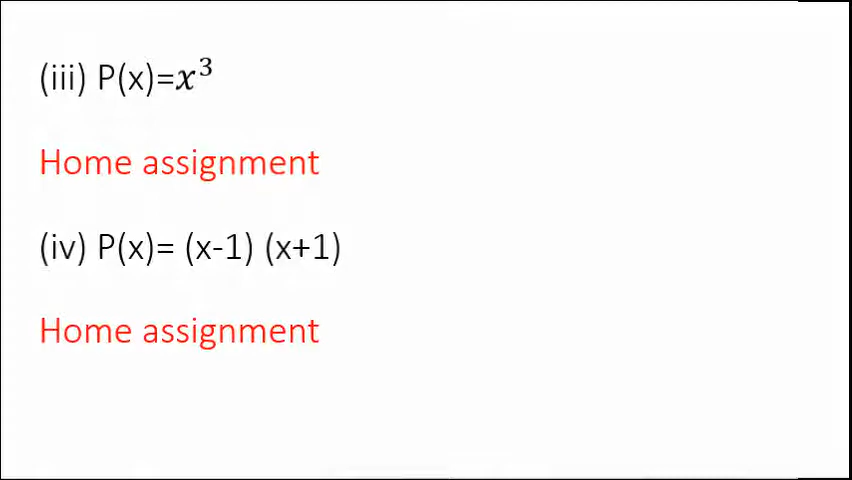 (iii) P(x)=x³
Home assignment
(iv) P(x)= (x-1) (x+1)
Home assignment